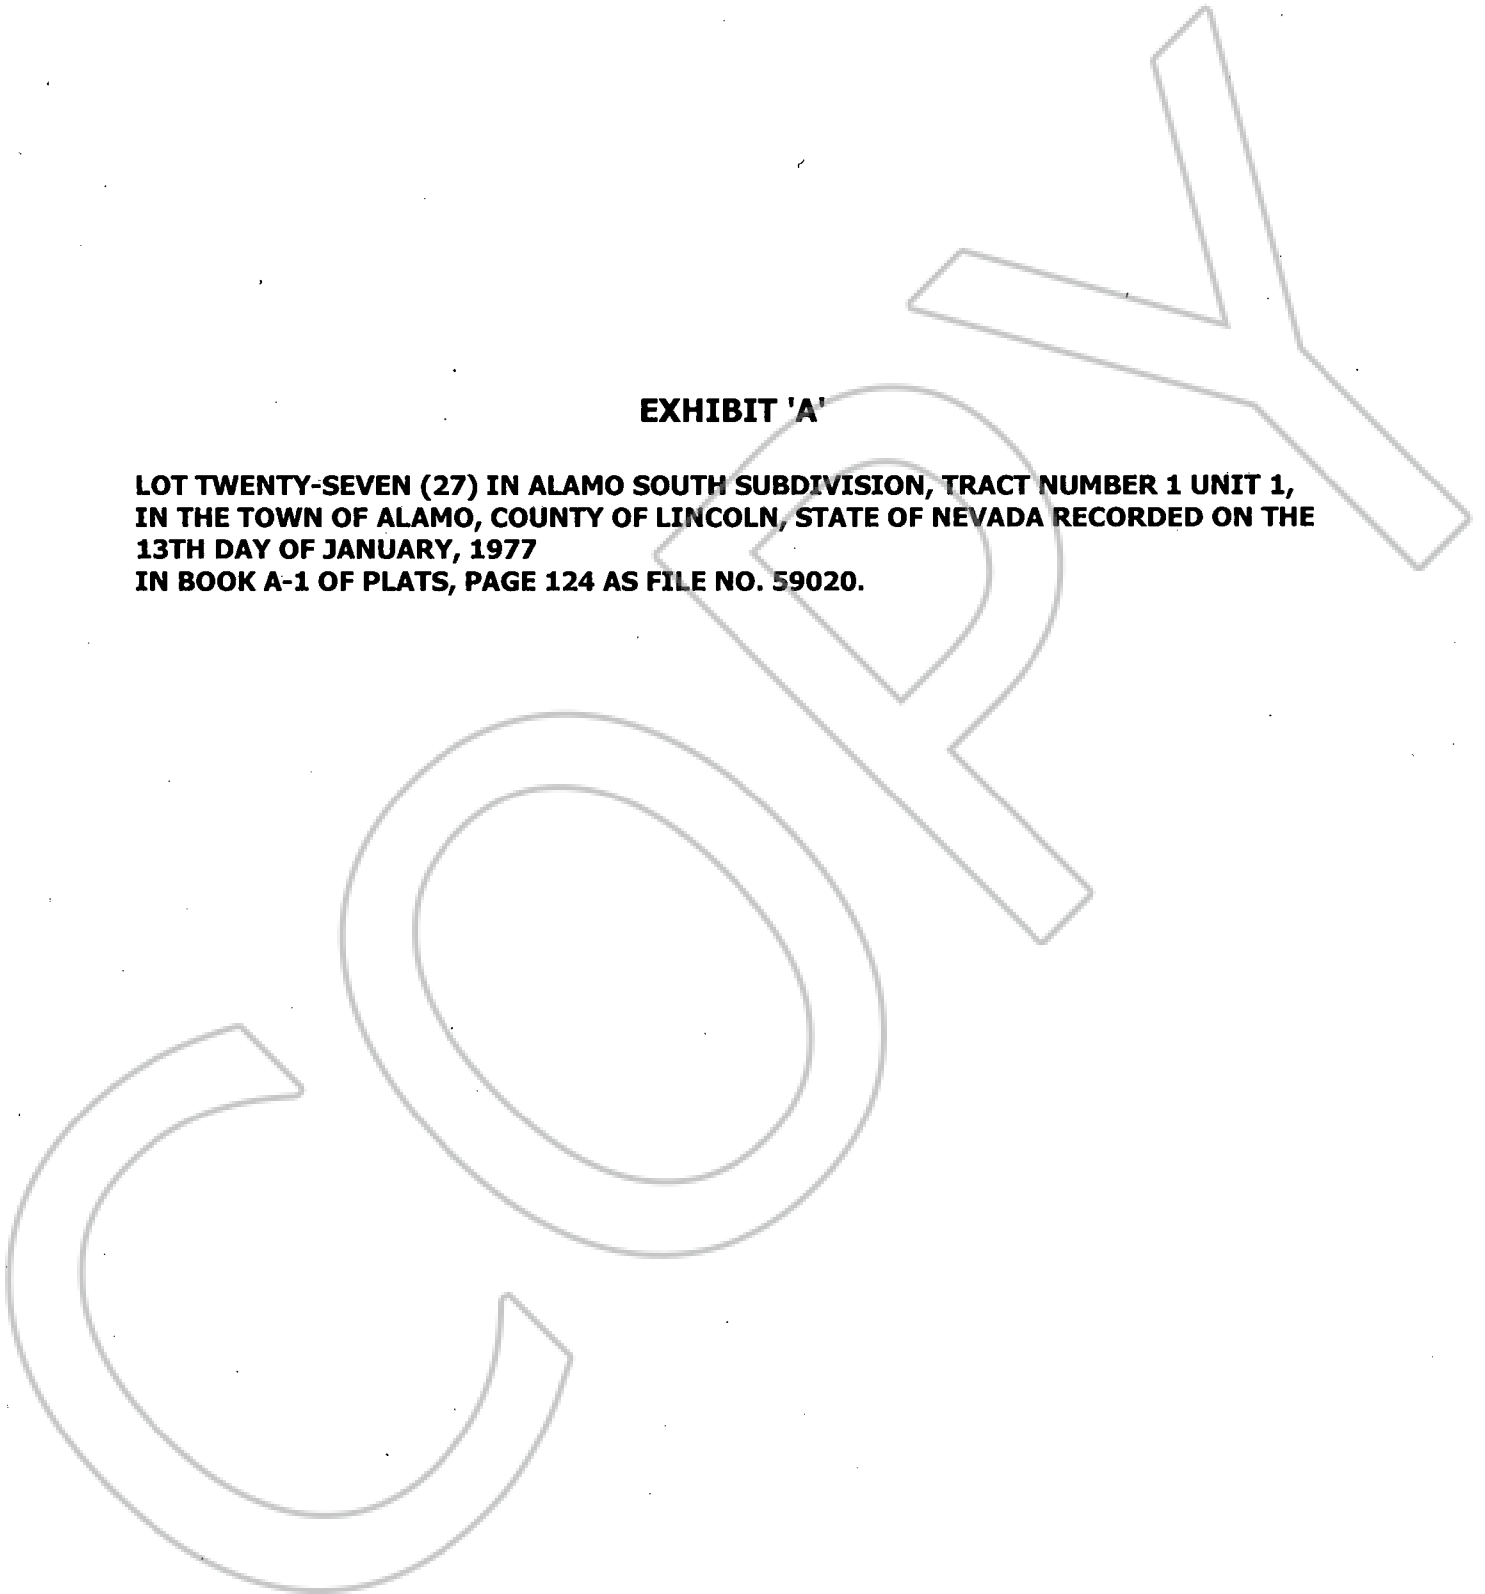 EXHIBIT 'A'
LOT TWENTY-SEVEN (27) IN ALAMO SOUTH SUBDIVISION, TRACT NUMBER 1 UNIT 1,
IN THE TOWN OF ALAMO, COUNTY OF LINCOLN, STATE OF NEVADA RECORDED ON THE
13TH DAY OF JANUARY, 1977
IN BOOK A-1 OF PLATS, PAGE 124 AS FILE NO. 59020.
COPY